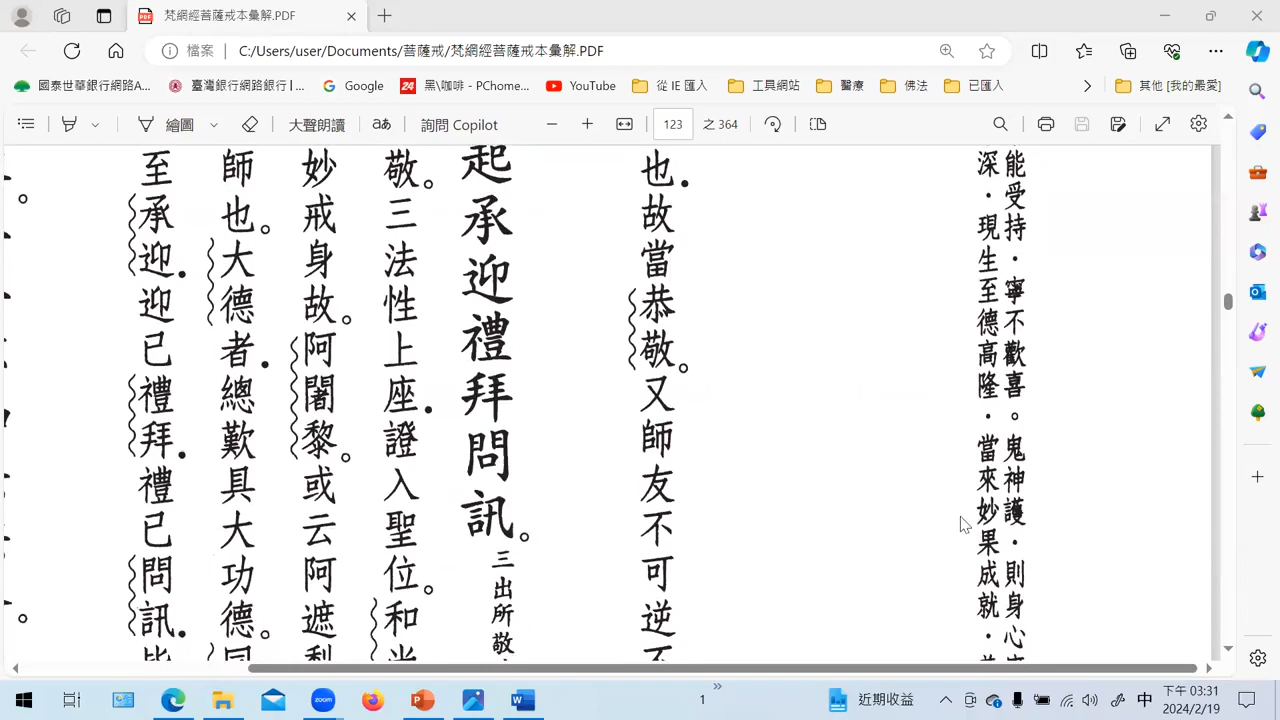 梵網經菩薩戒本彙解.PDF
檔案 C:/Users/user/Documents/菩薩戒/梵網經菩薩戒本彙解.PDF
國泰世華銀行網路A...
臺灣銀行網路銀行 | ...
Google
黑\咖啡 - PChome...
YouTube
從 IE 匯入
工具網站
醫療
佛法
已匯入
其他 [我的最愛]
繪圖
大聲朗讀
aあ
詢問 Copilot
123 之 364
能受持．寧不歡喜。鬼神護．則身心
深．現生至德高隆．當來妙果成就．
也．故當恭敬。又師友不可逆不
起承迎禮拜問訊。三出所敬
敬。三法性上座．證入聖位。和光
妙戒身故。阿闍黎。或云阿遮利
師也。大德者．總歎具大功德。同
至承迎．迎已禮拜．禮已問訊．
zoom
1
近期收益
中
下午 03:31
2024/2/19